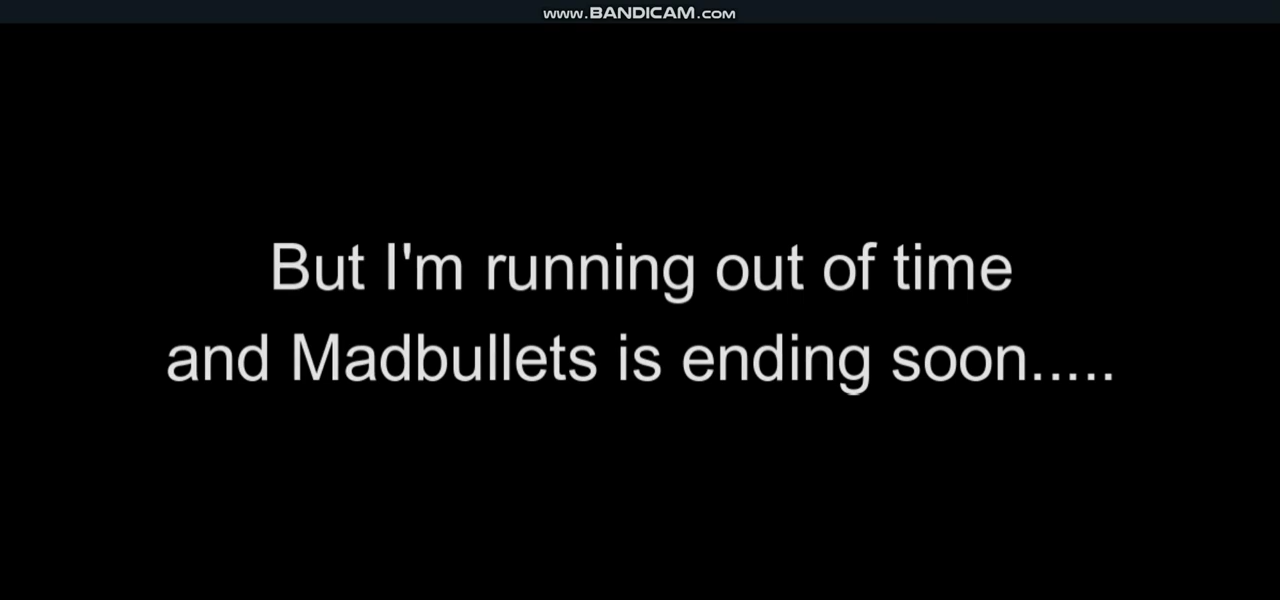 www.BANDICAM.com
But I'm running out of time
and Madbullets is ending soon.....